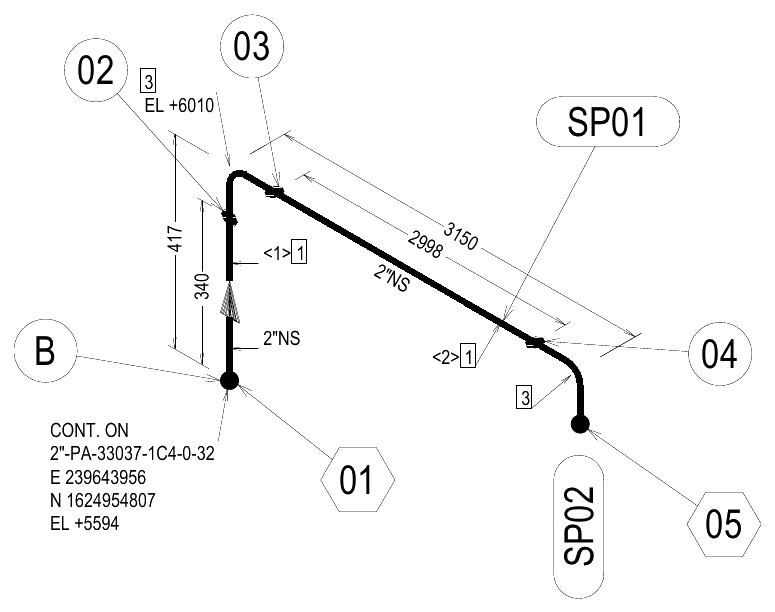 03
02
3
EL +6010
SP01
417
340
3150
2998
2"NS
<1> 1
2"NS
B
<2> 1
04
3
CONT. ON
2"-PA-33037-1C4-0-32
E 239643956
N 1624954807
EL +5594
01
SP02
05